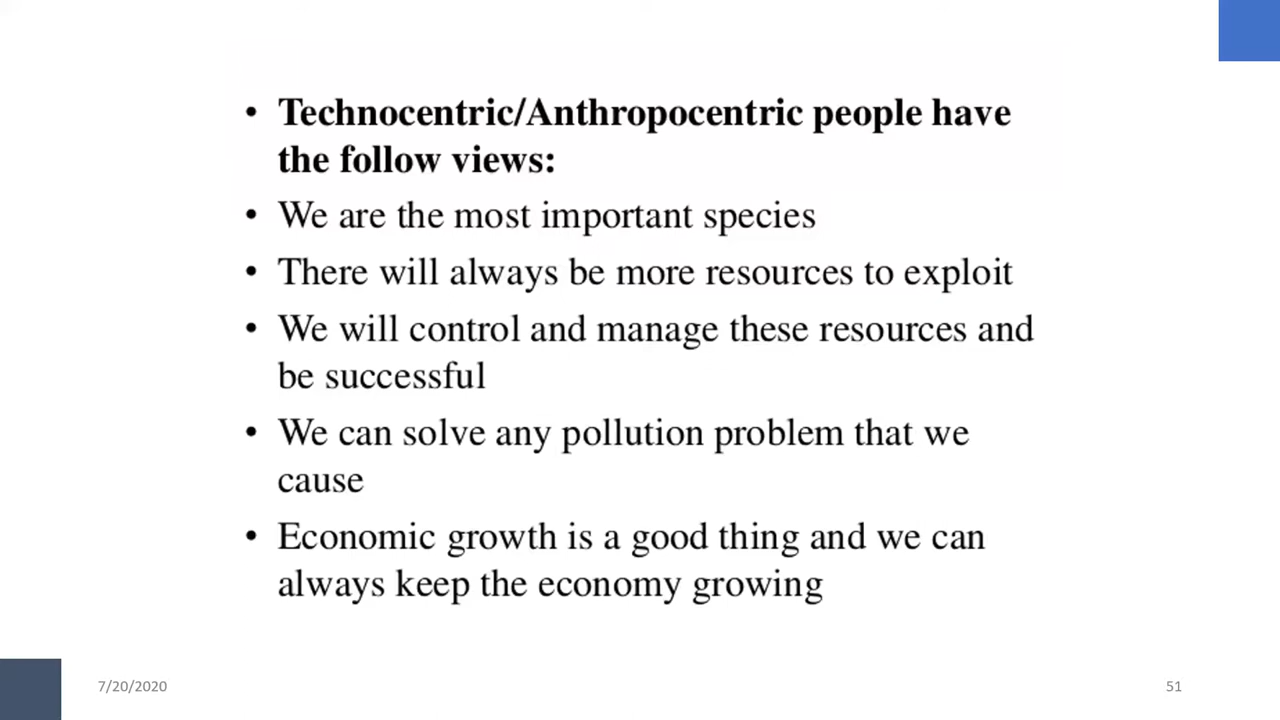 • Technocentric/Anthropocentric people have
the follow views:
• We are the most important species
• There will always be more resources to exploit
• We will control and manage these resources and
be successful
• We can solve any pollution problem that we
cause
• Economic growth is a good thing and we can
always keep the economy growing
7/20/2020
51